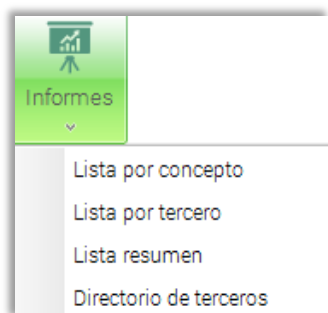 Informes
Lista por concepto
Lista por tercero
Lista resumen
Directorio de terceros